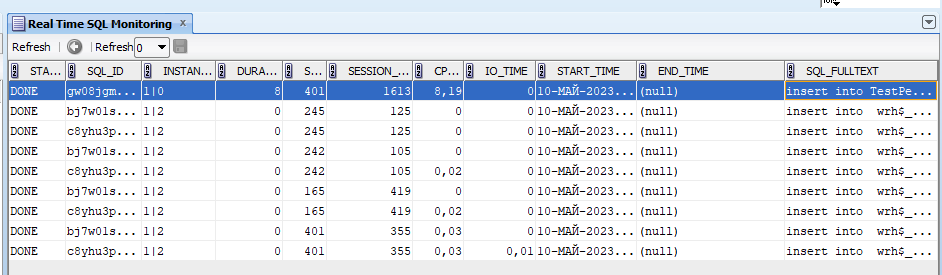 Real Time SQL Monitoring x
Refresh Refresh 0
STA... SQL_ID INSTAN... DURA... S... SESSION_... CP... IO_TIME START_TIME END_TIME SQL_FULLTEXT
DONE gw08jgm... 1|0 8 401 1613 8,19 0 10-МАЙ-2023... (null) insert into TestPe...
DONE bj7w01s... 1|2 0 245 125 0 0 10-МАЙ-2023... (null) insert into wrh$_...
DONE c8yhu3p... 1|2 0 245 125 0 0 10-МАЙ-2023... (null) insert into wrh$_...
DONE bj7w01s... 1|2 0 242 105 0 0 10-МАЙ-2023... (null) insert into wrh$_...
DONE c8yhu3p... 1|2 0 242 105 0,02 0 10-МАЙ-2023... (null) insert into wrh$_...
DONE bj7w01s... 1|2 0 165 419 0 0 10-МАЙ-2023... (null) insert into wrh$_...
DONE c8yhu3p... 1|2 0 165 419 0,02 0 10-МАЙ-2023... (null) insert into wrh$_...
DONE bj7w01s... 1|2 0 401 355 0,03 0 10-МАЙ-2023... (null) insert into wrh$_...
DONE c8yhu3p... 1|2 0 401 355 0,03 0,01 10-МАЙ-2023... (null) insert into wrh$_...